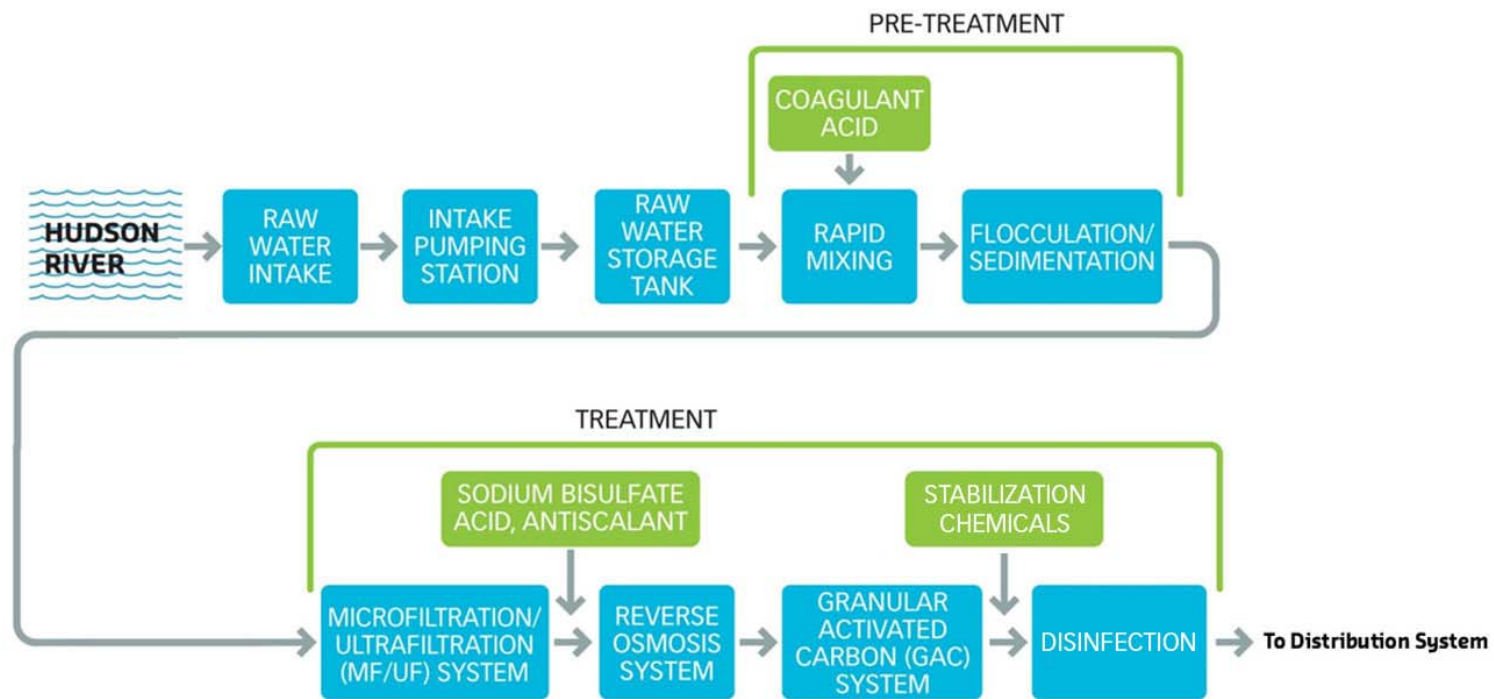 PRE-TREATMENT
COAGULANT
ACID
HUDSON
RIVER
RAW
WATER
INTAKE
INTAKE
PUMPING
STATION
RAW
WATER
STORAGE
TANK
RAPID
MIXING
FLOCCULATION/
SEDIMENTATION
TREATMENT
SODIUM BISULFATE
ACID, ANTISCALANT
STABILIZATION
CHEMICALS
MICROFILTRATION/
ULTRAFILTRATION
(MF/UF) SYSTEM
REVERSE
OSMOSIS
SYSTEM
GRANULAR
ACTIVATED
CARBON (GAC)
SYSTEM
DISINFECTION
To Distribution System